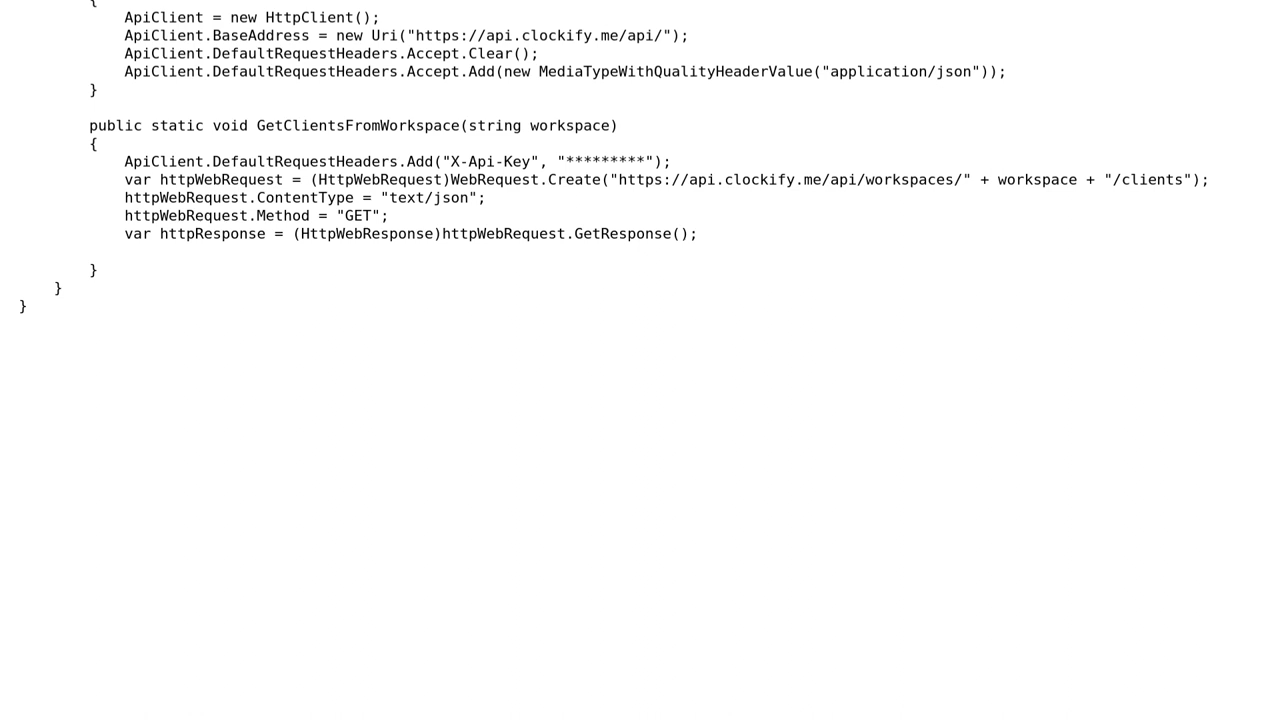 {
            ApiClient = new HttpClient();
            ApiClient.BaseAddress = new Uri("https://api.clockify.me/api/");
            ApiClient.DefaultRequestHeaders.Accept.Clear();
            ApiClient.DefaultRequestHeaders.Accept.Add(new MediaTypeWithQualityHeaderValue("application/json"));
        }

        public static void GetClientsFromWorkspace(string workspace)
        {
            ApiClient.DefaultRequestHeaders.Add("X-Api-Key", "*********");
            var httpWebRequest = (HttpWebRequest)WebRequest.Create("https://api.clockify.me/api/workspaces/" + workspace + "/clients");
            httpWebRequest.ContentType = "text/json";
            httpWebRequest.Method = "GET";
            var httpResponse = (HttpWebResponse)httpWebRequest.GetResponse();

        }
    }
}